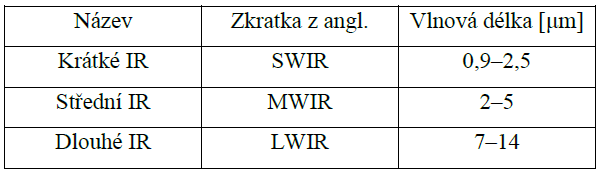 Název Zkratka z angl. Vlnová délka [μm]
Krátké IR SWIR 0,9–2,5
Střední IR MWIR 2–5
Dlouhé IR LWIR 7–14